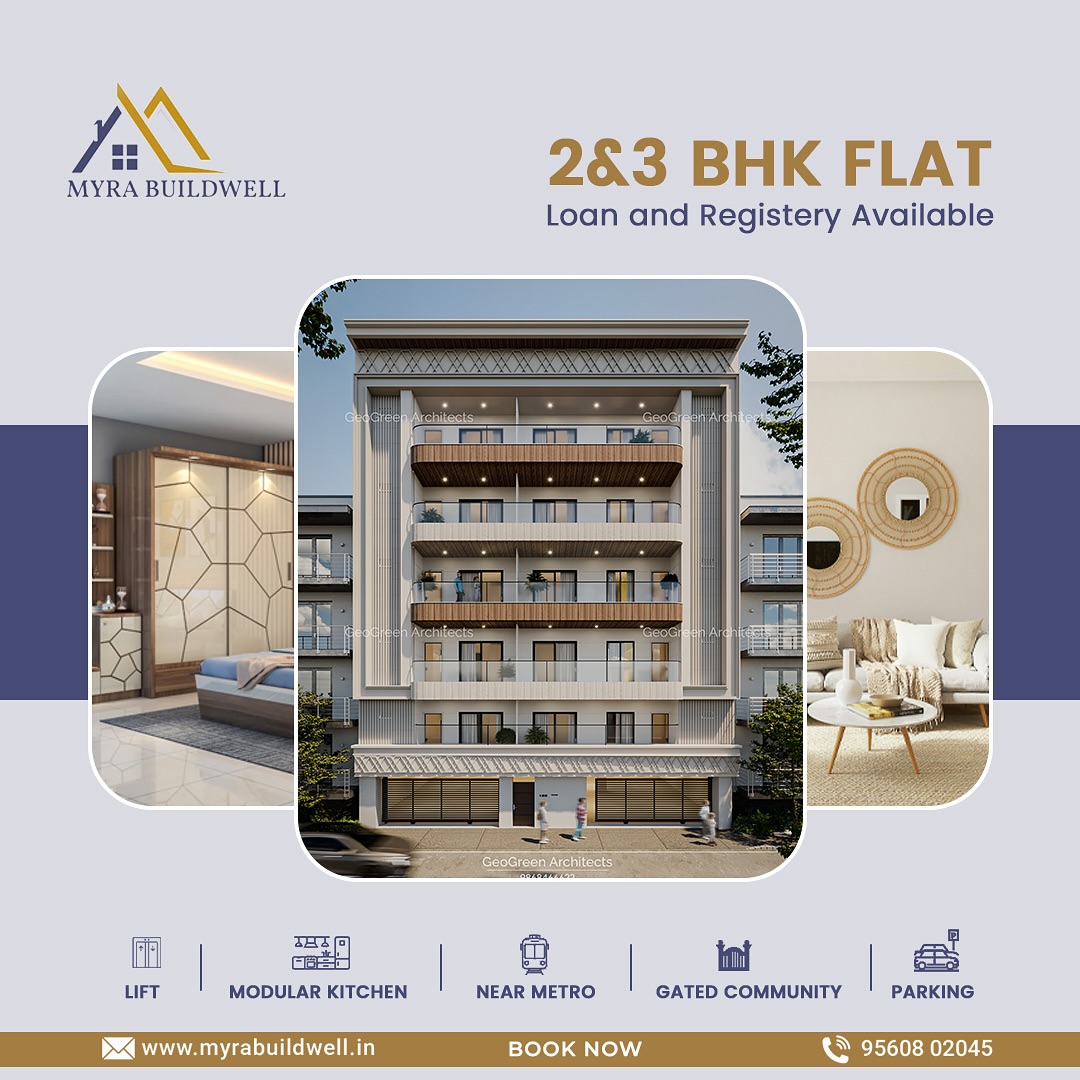 MYRA BUILDWELL
2&3 BHK FLAT
Loan and Registery Available
GeoGreen Architects
GeoGreen Architects
GeoGreen Architects
GeoGreen Architects
GeoGreen Architects
LIFT
MODULAR KITCHEN
NEAR METRO
GATED COMMUNITY
P
PARKING
www.myrabuildwell.in
BOOK NOW
95608 02045